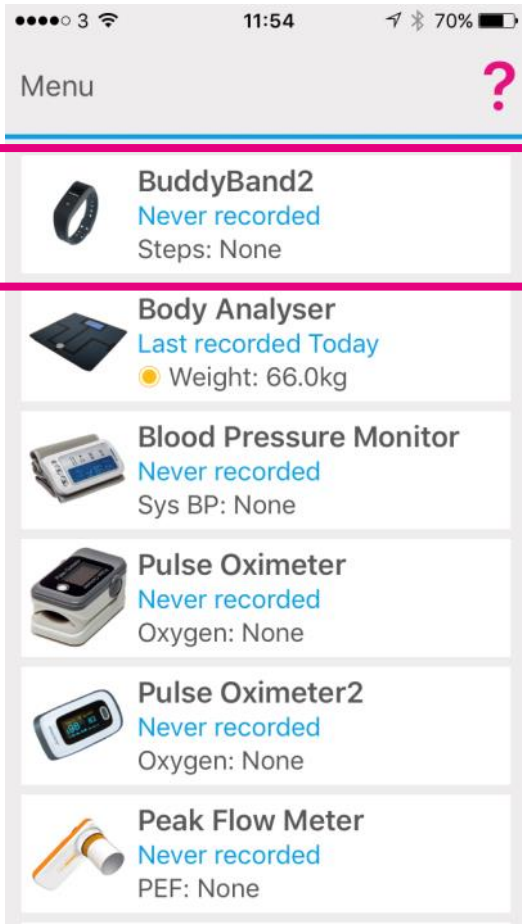 3 11:54 70%
Menu ?
BuddyBand2
Never recorded
Steps: None
Body Analyser
Last recorded Today
Weight: 66.0kg
Blood Pressure Monitor
Never recorded
Sys BP: None
Pulse Oximeter
Never recorded
Oxygen: None
Pulse Oximeter2
Never recorded
Oxygen: None
Peak Flow Meter
Never recorded
PEF: None